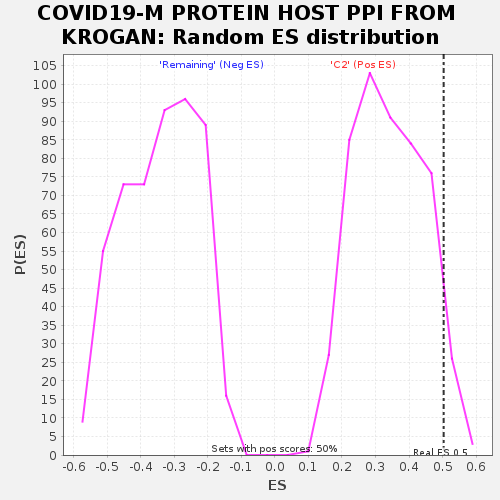 COVID19-M PROTEIN HOST PPI FROM
KROGAN: Random ES distribution
'Remaining' (Neg ES)
'C2' (Pos ES)
105
100
95
90
85
80
75
70
65
60
55
50
45
40
35
30
25
20
15
10
5
0
P(ES)
Sets with pos scores: 50%
Real ES 0.5
-0.6 -0.5 -0.4 -0.3 -0.2 -0.1 0.0 0.1 0.2 0.3 0.4 0.5 0.6
ES